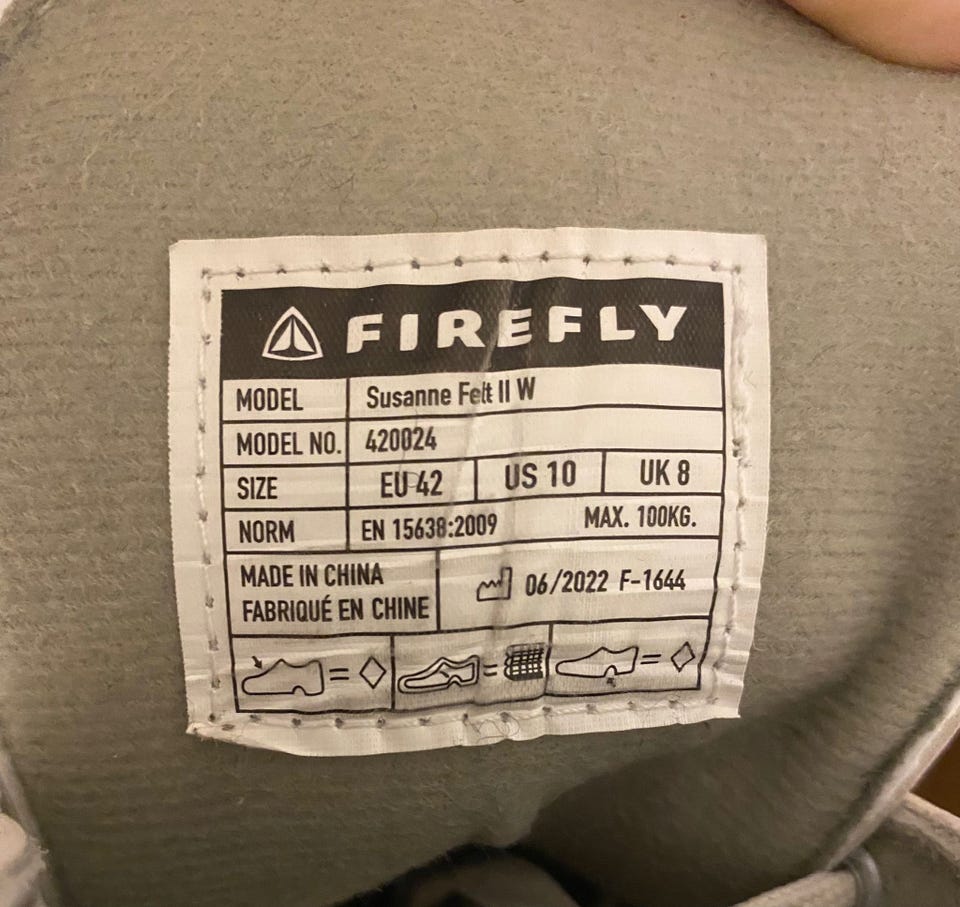 FIREFLY
MODEL Susanne Felt II W
MODEL NO. 420024
SIZE EU 42 US 10 UK 8
NORM EN 15638:2009 MAX. 100KG.
MADE IN CHINA
FABRIQUÉ EN CHINE
06/2022 F-1644